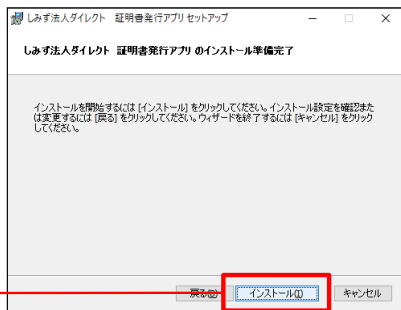 しみず法人ダイレクト 証明書発行アプリ セットアップ
しみず法人ダイレクト 証明書発行アプリ のインストール準備完了
インストールを開始するには [インストール] をクリックしてください。インストール設定を確認また
は変更するには [戻る] をクリックしてください。ウィザードを終了するには [キャンセル] をクリック
してください。
戻る(B) インストール(I) キャンセル